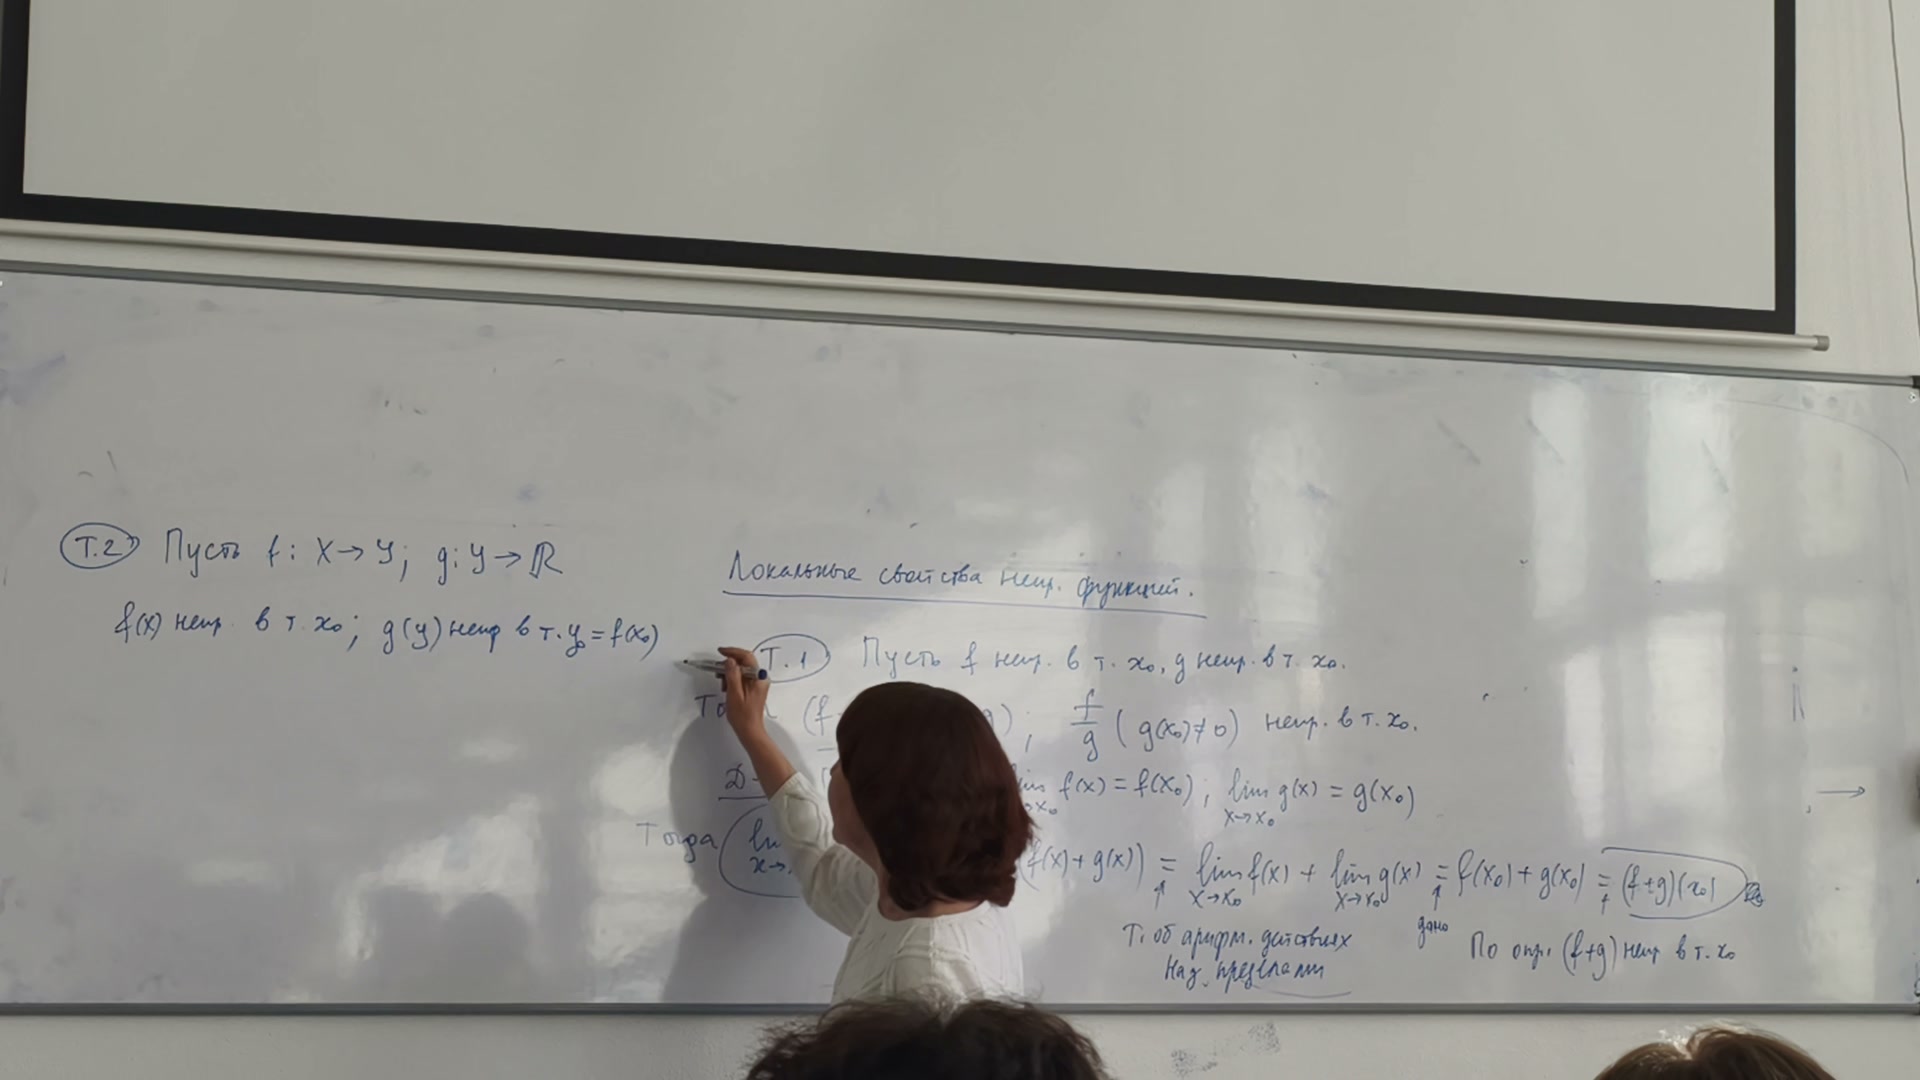 Т.2 Пусть f: X → Y; g: Y → ℝ
f(x) непр. в т. x₀; g(y) непр в т. y₀ = f(x₀)
Локальные свойства непр. функций.
Т.1 Пусть f непр. в т. x₀, g непр. в т. x₀.
(f g); f/g (g(x₀) ≠ 0) непр. в т. x₀.
Д f(x) = f(x₀); lim x→x₀ g(x) = g(x₀)
Тогда (f(x) + g(x)) = lim x→x₀ f(x) + lim x→x₀ g(x) = f(x₀) + g(x₀) = (f+g)(x₀)
Т. об арифм. действиях
над пределами
дано
По опр. (f+g) непр в т. x₀